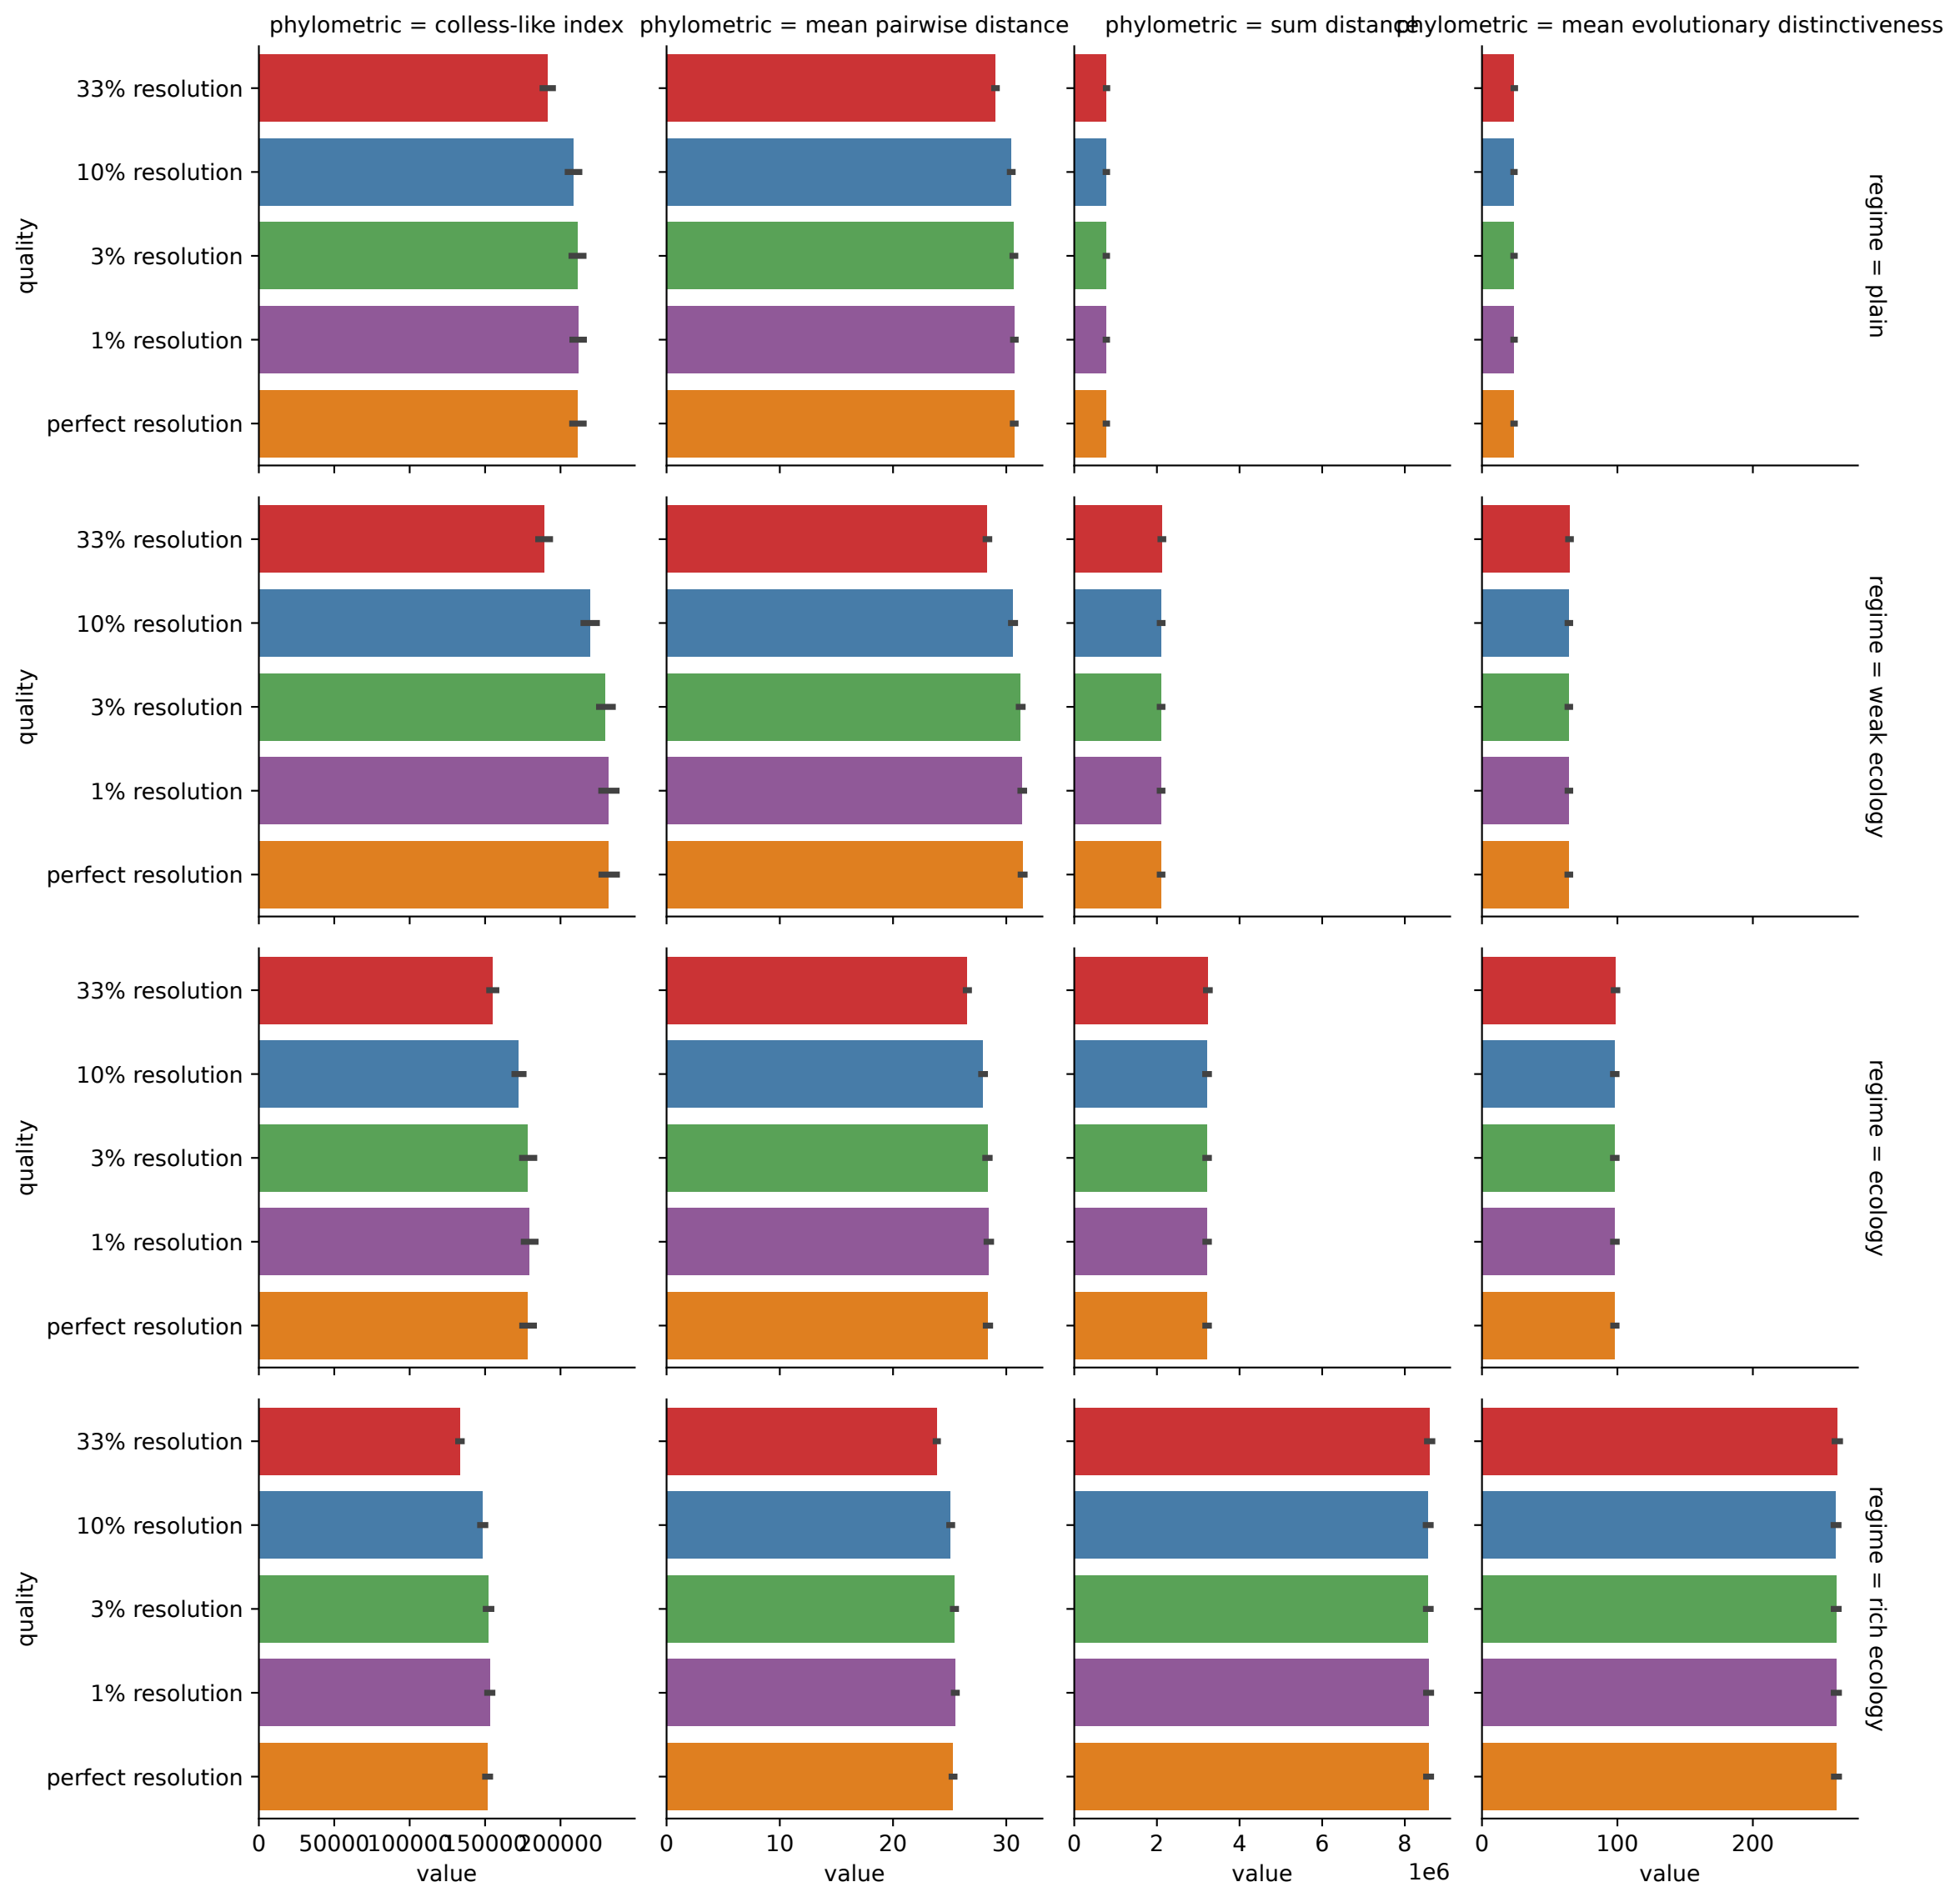 phylometric = colless-like index
phylometric = mean pairwise distance
phylometric = sum distance
phylometric = mean evolutionary distinctiveness
quality
33% resolution
10% resolution
3% resolution
1% resolution
perfect resolution
regime = plain
quality
33% resolution
10% resolution
3% resolution
1% resolution
perfect resolution
regime = weak ecology
quality
33% resolution
10% resolution
3% resolution
1% resolution
perfect resolution
regime = ecology
quality
33% resolution
10% resolution
3% resolution
1% resolution
perfect resolution
regime = rich ecology
0 50000 100000 150000 200000
value
0 10 20 30
value
0 2 4 6 8
1e6
value
0 100 200
value